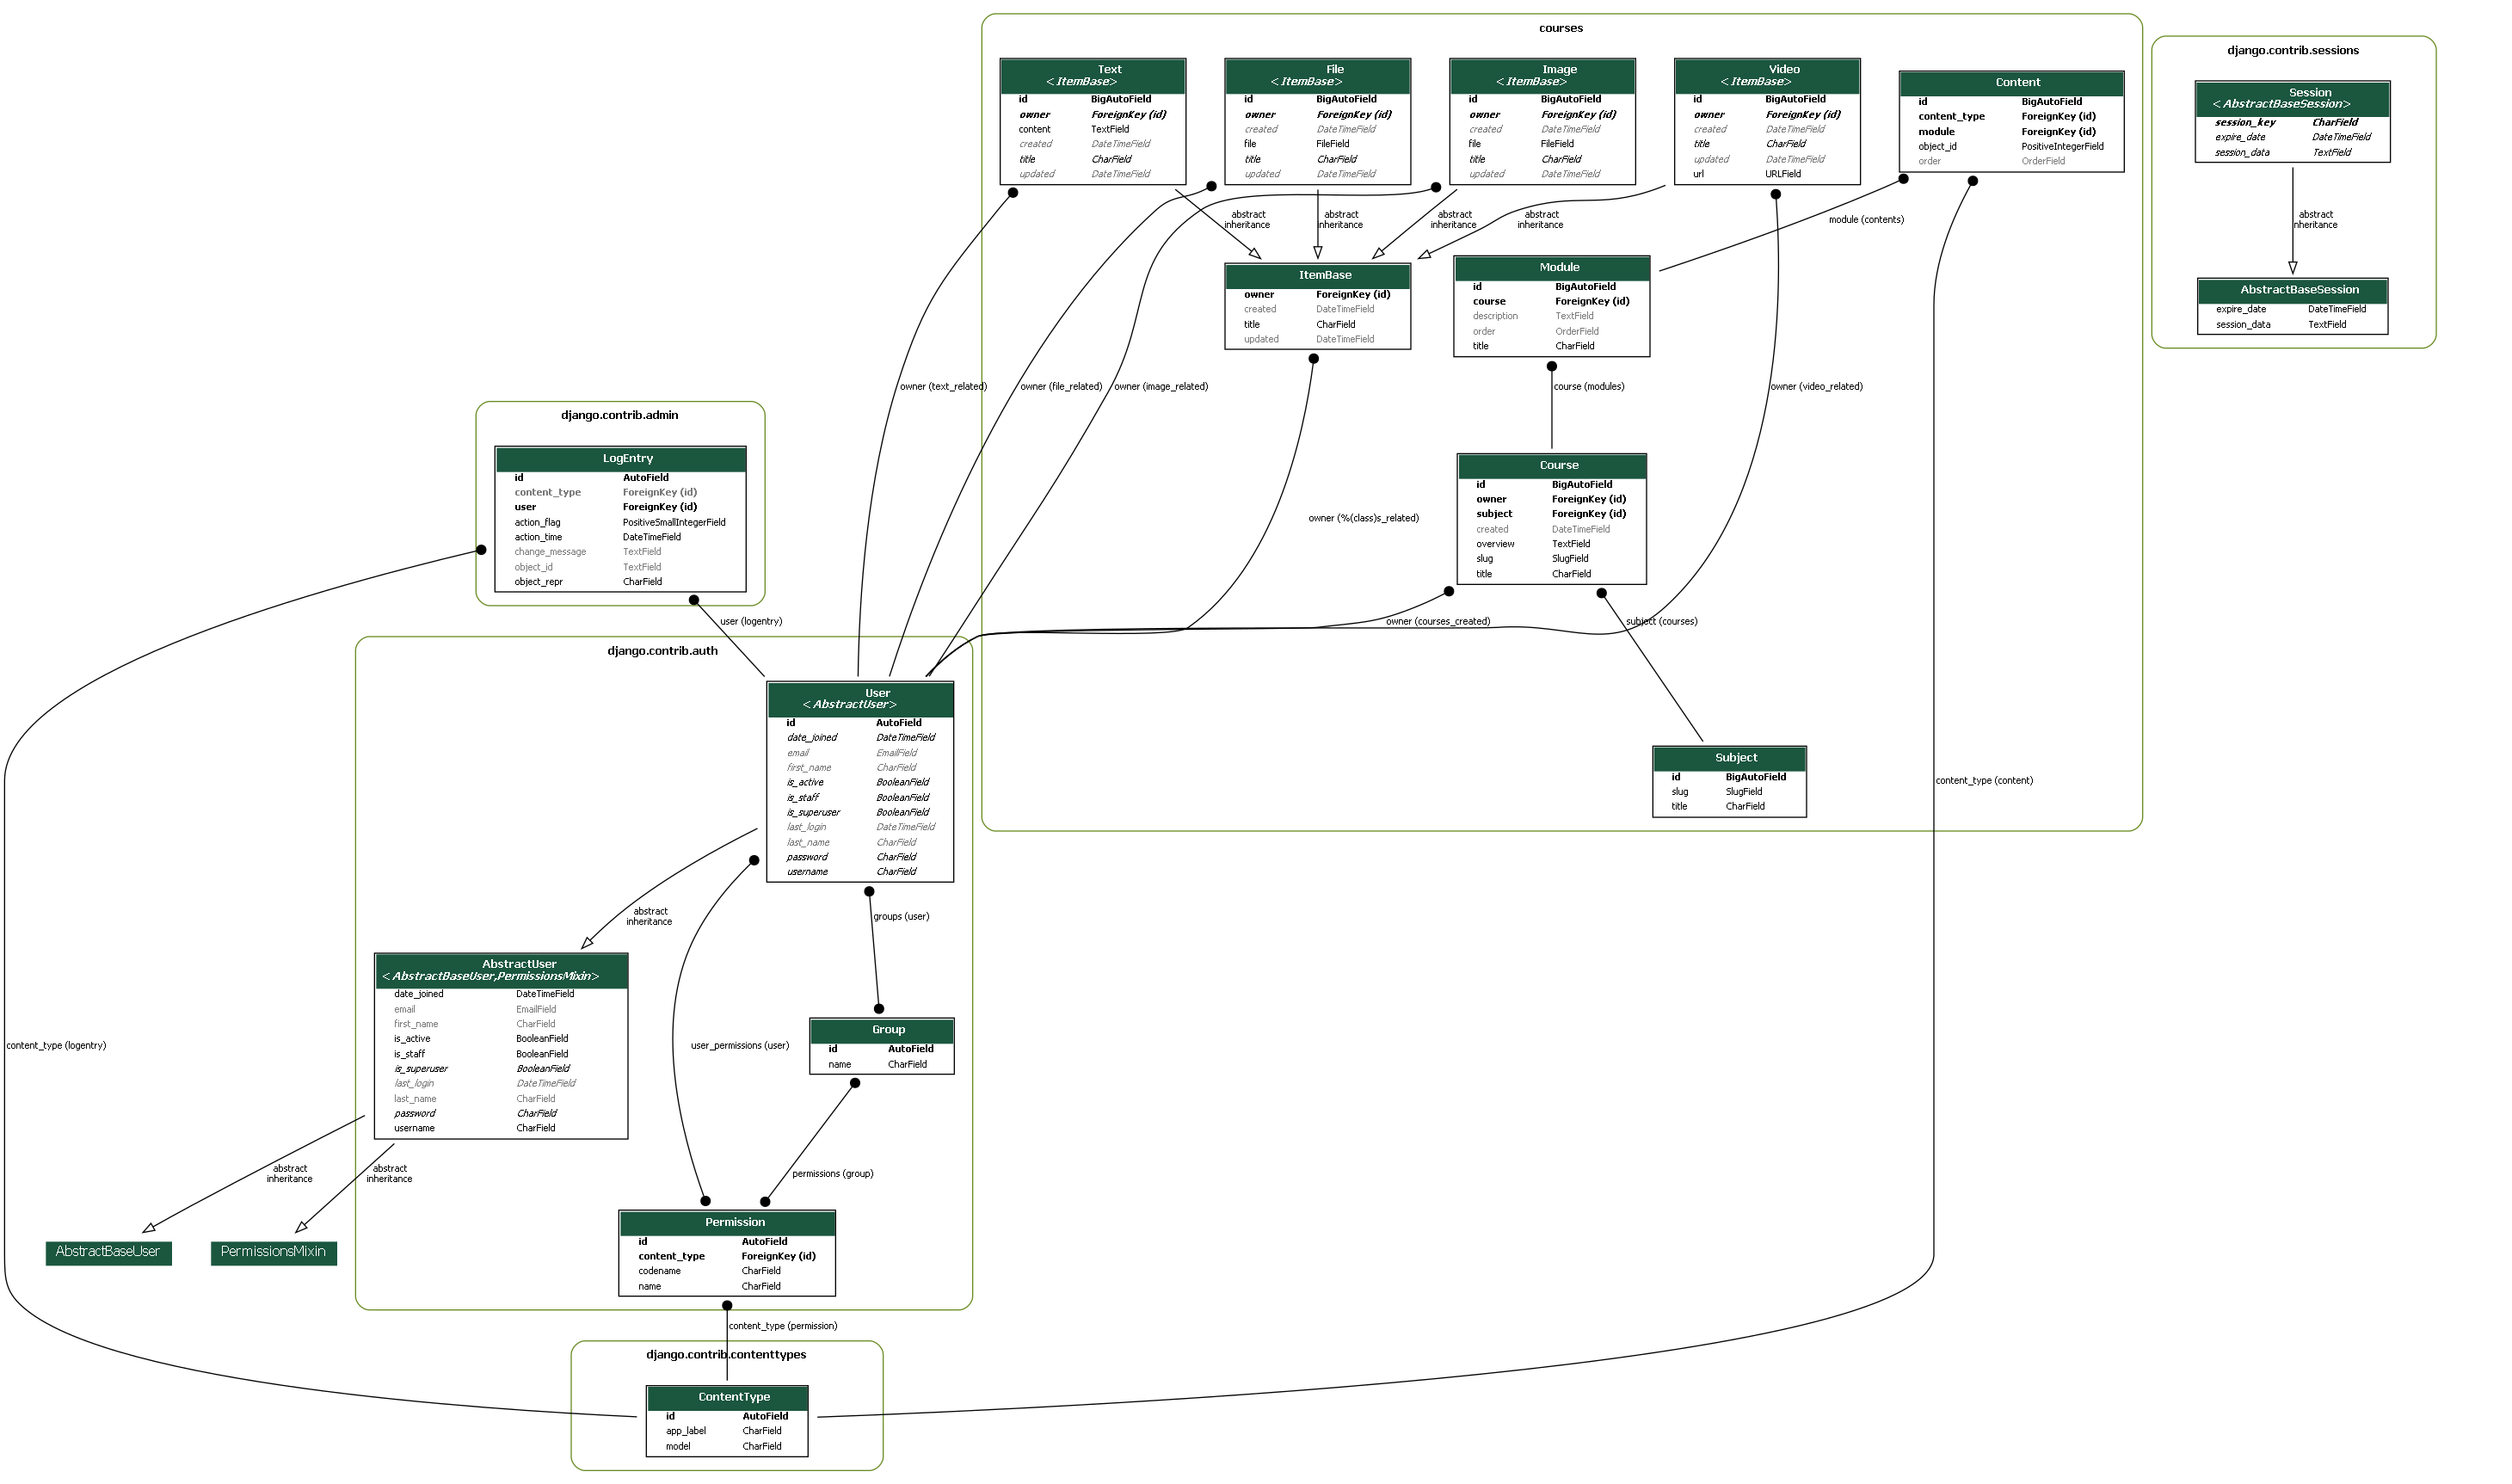 courses
Text
<ItemBase>
id BigAutoField
owner ForeignKey (id)
content TextField
created DateTimeField
title CharField
updated DateTimeField
File
<ItemBase>
id BigAutoField
owner ForeignKey (id)
created DateTimeField
file FileField
title CharField
updated DateTimeField
Image
<ItemBase>
id BigAutoField
owner ForeignKey (id)
created DateTimeField
file FileField
title CharField
updated DateTimeField
Video
<ItemBase>
id BigAutoField
owner ForeignKey (id)
created DateTimeField
title CharField
updated DateTimeField
url URLField
Content
id BigAutoField
content_type ForeignKey (id)
module ForeignKey (id)
object_id PositiveIntegerField
order OrderField
django.contrib.sessions
Session
<AbstractBaseSession>
session_key CharField
expire_date DateTimeField
session_data TextField
abstract
inheritance
abstract
inheritance
abstract
inheritance
abstract
inheritance
module (contents)
abstract
inheritance
ItemBase
owner ForeignKey (id)
created DateTimeField
title CharField
updated DateTimeField
Module
id BigAutoField
course ForeignKey (id)
description TextField
order OrderField
title CharField
AbstractBaseSession
expire_date DateTimeField
session_data TextField
owner (text_related)
owner (file_related)
owner (image_related)
course (modules)
owner (video_related)
django.contrib.admin
LogEntry
id AutoField
content_type ForeignKey (id)
user ForeignKey (id)
action_flag PositiveSmallIntegerField
action_time DateTimeField
change_message TextField
object_id TextField
object_repr CharField
Course
id BigAutoField
owner ForeignKey (id)
subject ForeignKey (id)
created DateTimeField
overview TextField
slug SlugField
title CharField
owner (%(class)s_related)
user (logentry)
owner (courses_created)
subject (courses)
django.contrib.auth
User
<AbstractUser>
id AutoField
date_joined DateTimeField
email EmailField
first_name CharField
is_active BooleanField
is_staff BooleanField
is_superuser BooleanField
last_login DateTimeField
last_name CharField
password CharField
username CharField
Subject
id BigAutoField
slug SlugField
title CharField
content_type (content)
abstract
inheritance
groups (user)
AbstractUser
<AbstractBaseUser,PermissionsMixin>
date_joined DateTimeField
email EmailField
first_name CharField
is_active BooleanField
is_staff BooleanField
is_superuser BooleanField
last_login DateTimeField
last_name CharField
password CharField
username CharField
Group
id AutoField
name CharField
content_type (logentry)
user_permissions (user)
abstract
inheritance
abstract
inheritance
permissions (group)
AbstractBaseUser
PermissionsMixin
Permission
id AutoField
content_type ForeignKey (id)
codename CharField
name CharField
content_type (permission)
django.contrib.contenttypes
ContentType
id AutoField
app_label CharField
model CharField